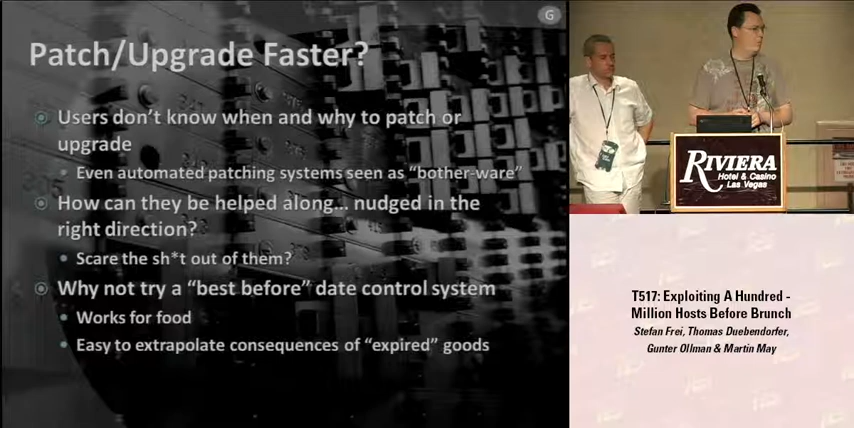 G
Patch/Upgrade Faster?
Users don't know when and why to patch or
upgrade
Even automated patching systems seen as "bother-ware"
How can they be helped along... nudged in the
right direction?
Scare the sh*t out of them?
Why not try a "best before" date control system
Works for food
Easy to extrapolate consequences of "expired" goods
RIVIERA
Hotel & Casino
Las Vegas
T517: Exploiting A Hundred -
Million Hosts Before Brunch
Stefan Frei, Thomas Duebendorfer,
Gunter Ollman & Martin May